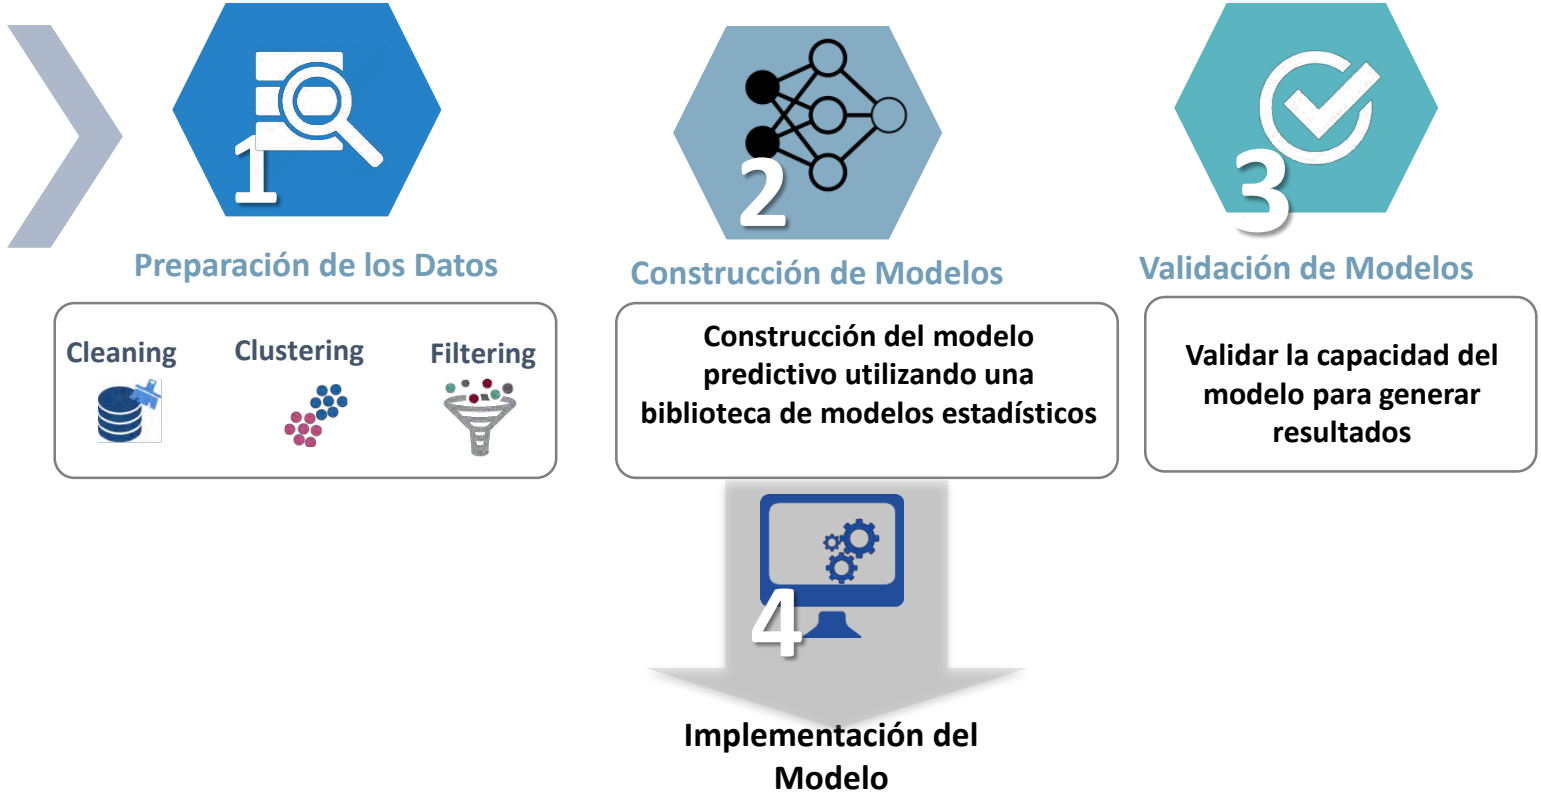 1
Preparación de los Datos
Cleaning
Clustering
Filtering
2
Construcción de Modelos
Construcción del modelo
predictivo utilizando una
biblioteca de modelos estadísticos
3
Validación de Modelos
Validar la capacidad del
modelo para generar
resultados
4
Implementación del
Modelo